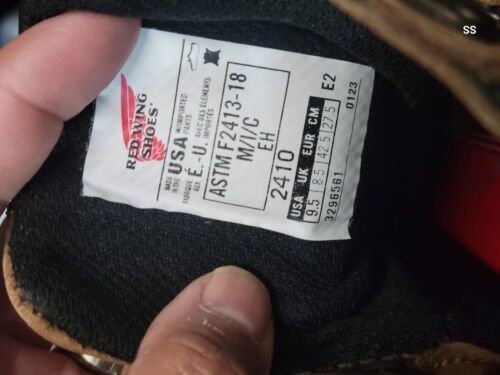 ss
RED WING
SHOES®
MADE
IN THE
USA
W/IMPORTED
PARTS
FABRIQUÉ
AUX
É.-U.
AVEC DES ÉLÉMENTS
IMPORTÉS
ASTM F2413-18
M/I/C
EH
2410
USA UK EUR CM
9.5 8.5 42.5 27.5
3296561
E2
0123